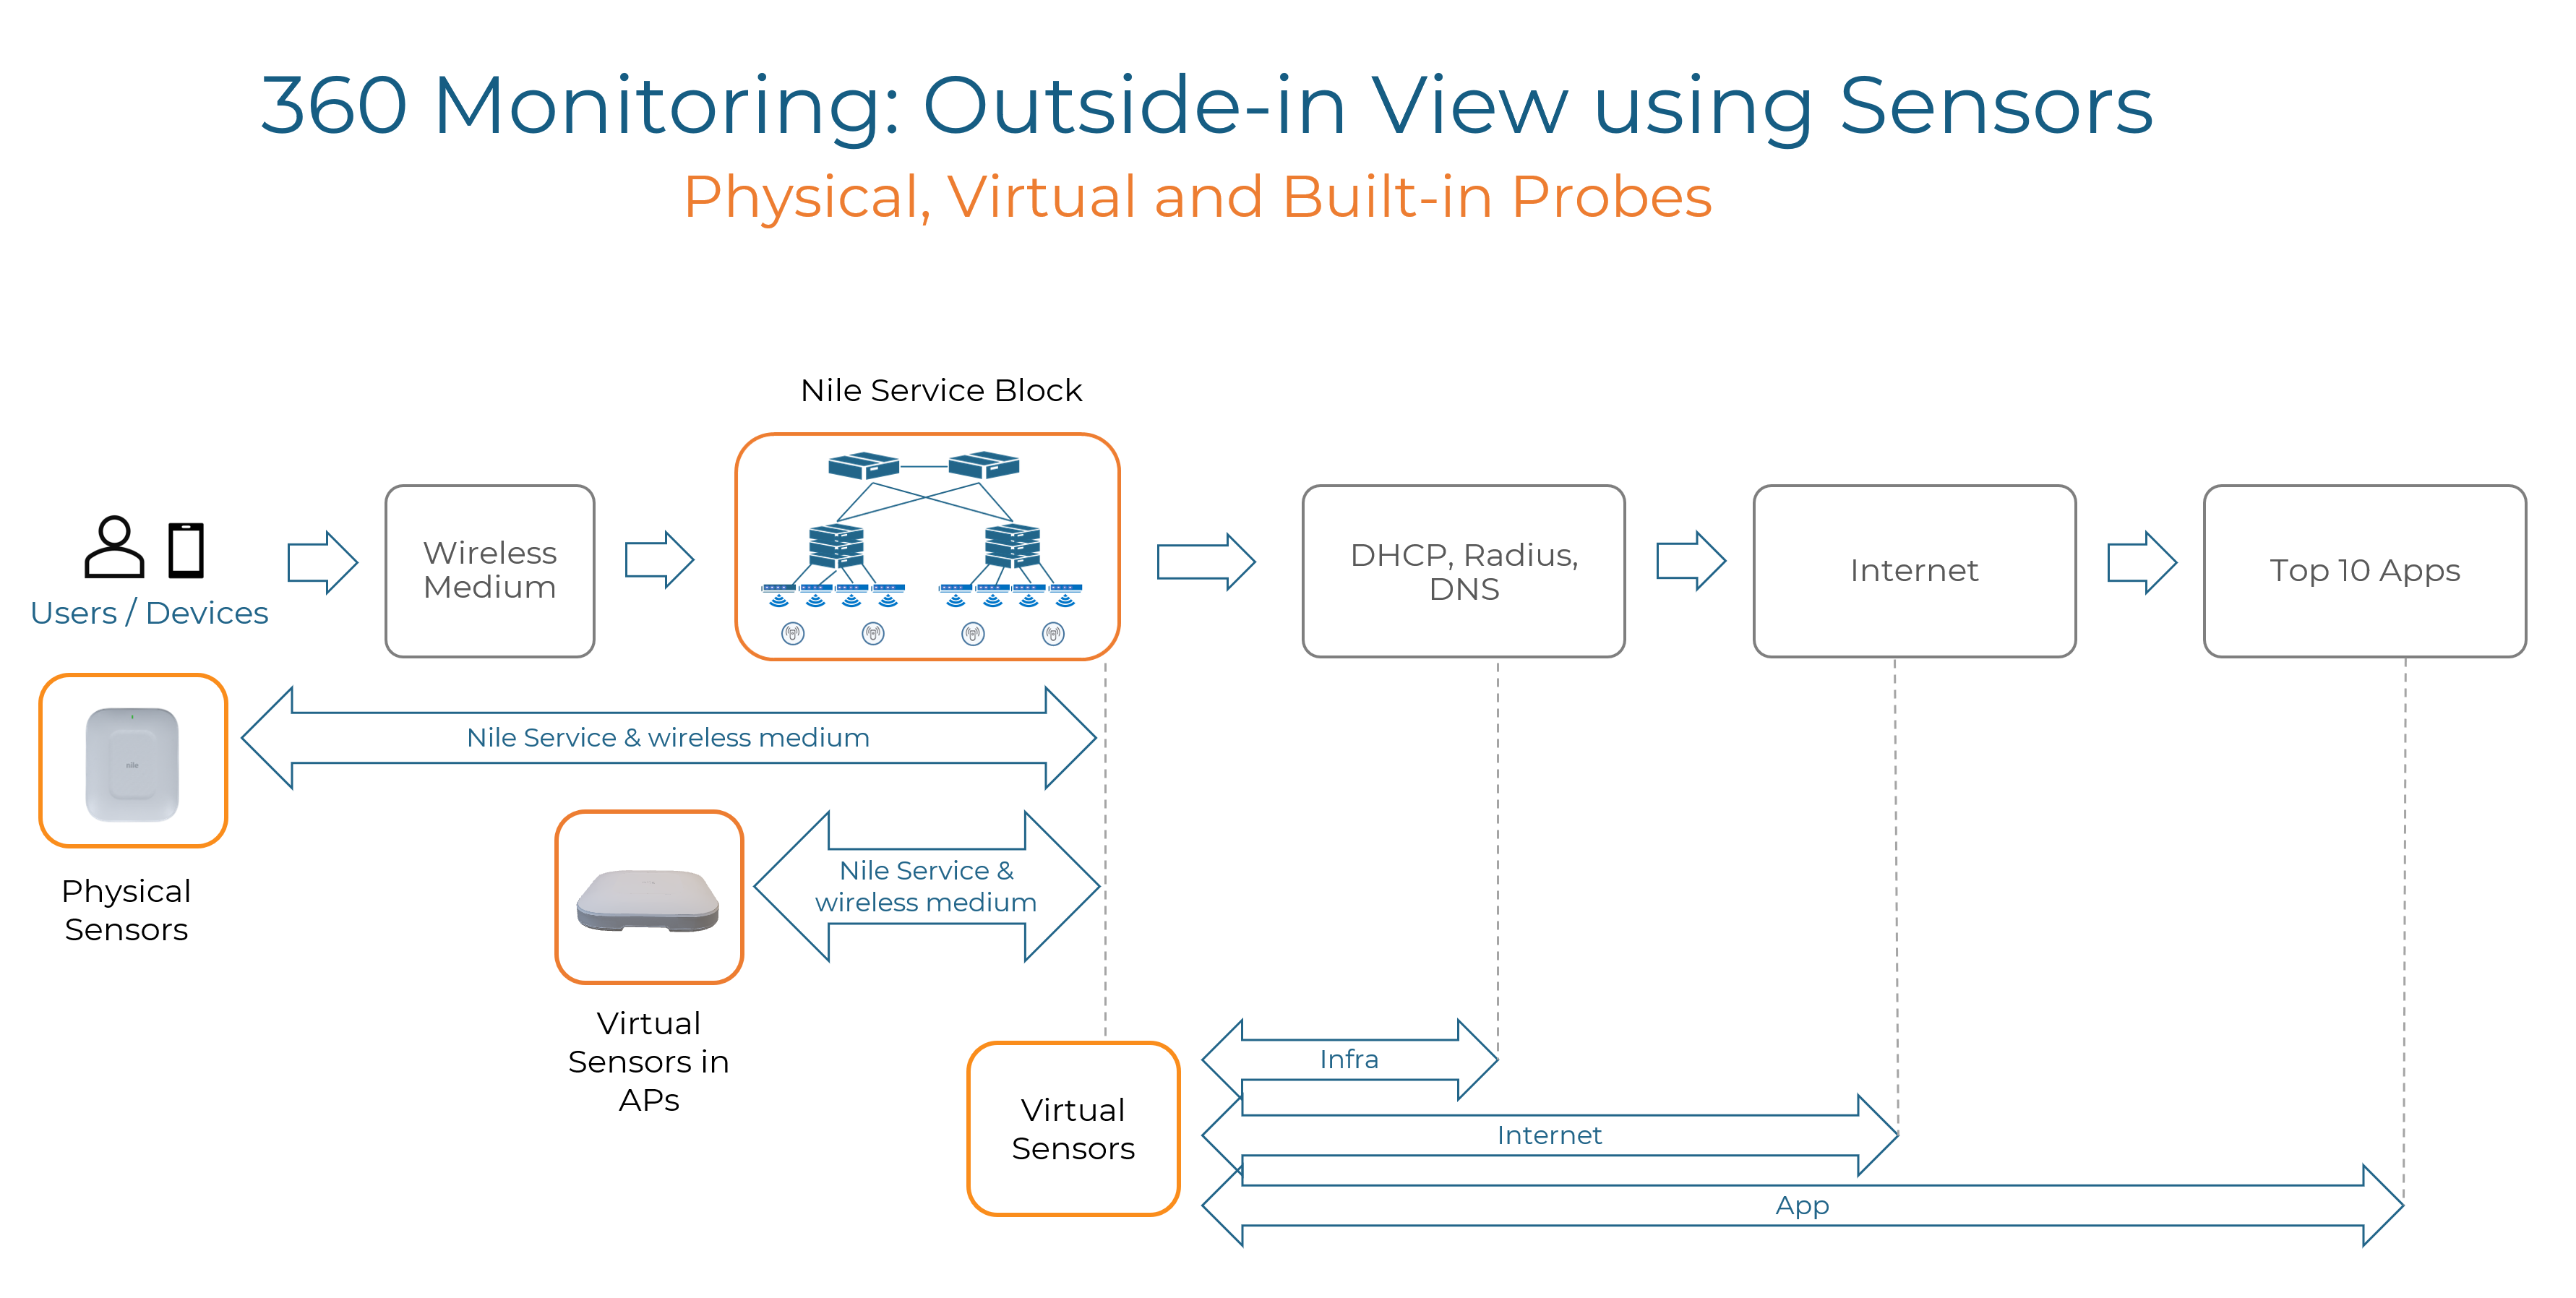 360 Monitoring: Outside-in View using Sensors
Physical, Virtual and Built-in Probes
Nile Service Block
Users / Devices
Wireless
Medium
DHCP, Radius,
DNS
Internet
Top 10 Apps
nile
Physical
Sensors
Nile Service & wireless medium
Virtual
Sensors in
APs
Nile Service &
wireless medium
Virtual
Sensors
Infra
Internet
App